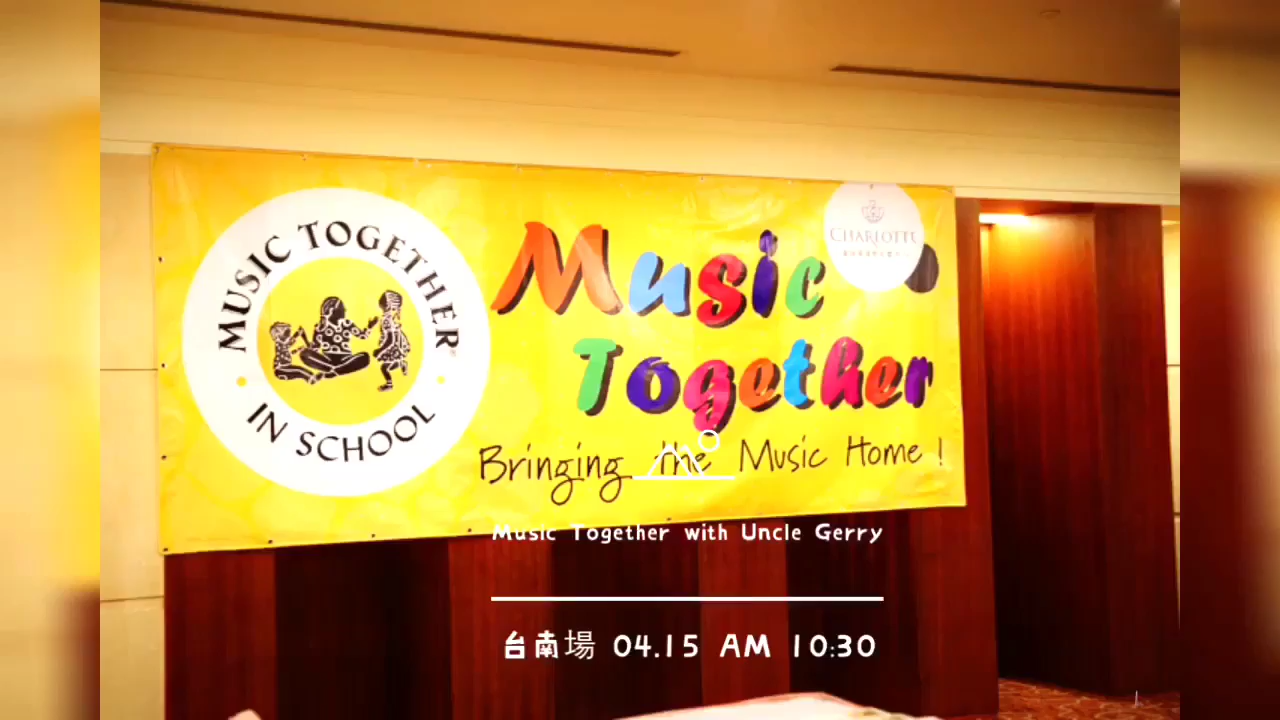 MUSIC TOGETHER®
IN SCHOOL
Music
Together
Bringing the Music Home !
CHARLOTTE
Music Together with Uncle Gerry
台南場 04.15 AM 10:30